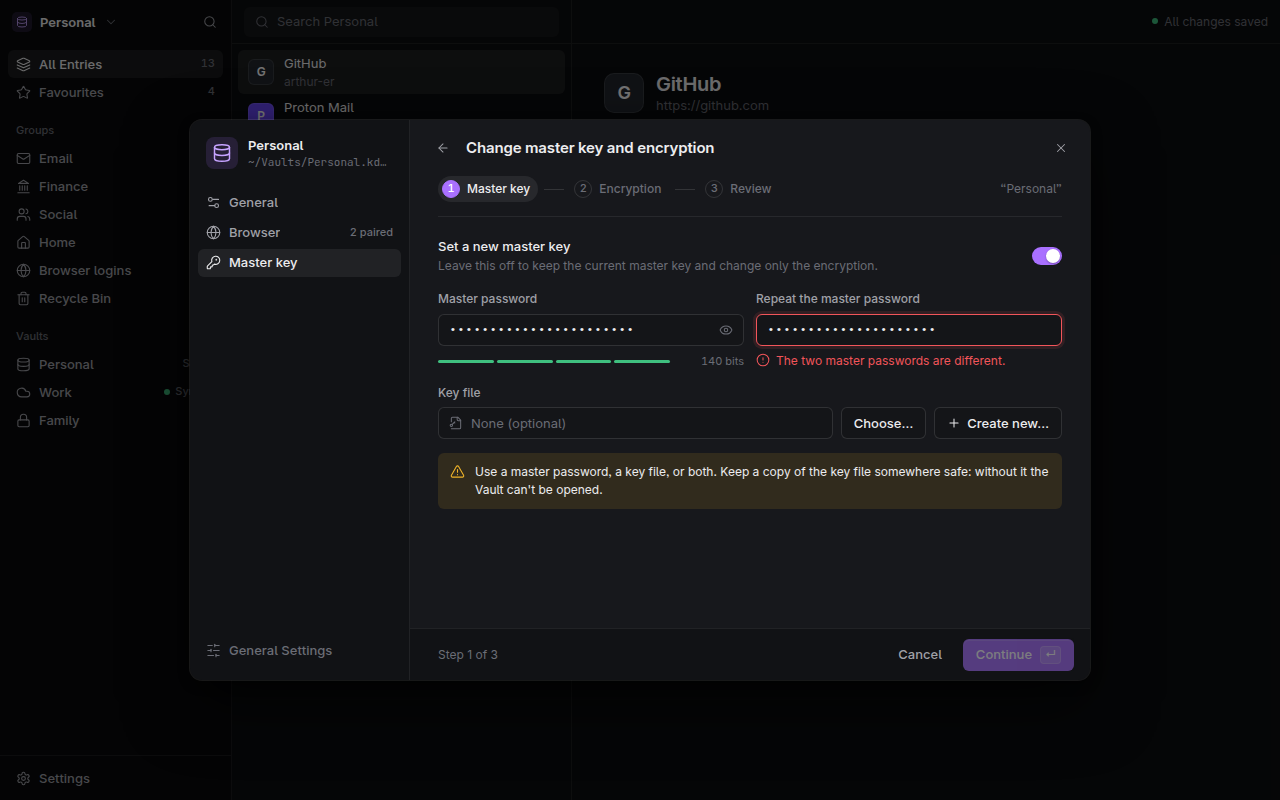 Personal
Search Personal
All changes saved
All Entries 13
Favourites 4
Groups
Email
Finance
Social
Home
Browser logins
Recycle Bin
Vaults
Personal
Work
Family
Settings
G GitHub
arthur-er
P Proton Mail
G GitHub
https://github.com
Personal
~/Vaults/Personal.kd…
General
Browser 2 paired
Master key
General Settings
Change master key and encryption
1 Master key 2 Encryption 3 Review “Personal”
Set a new master key
Leave this off to keep the current master key and change only the encryption.
Master password
Repeat the master password
140 bits
The two master passwords are different.
Key file
None (optional)
Choose...
Create new...
Use a master password, a key file, or both. Keep a copy of the key file somewhere safe: without it the
Vault can't be opened.
Step 1 of 3
Cancel
Continue